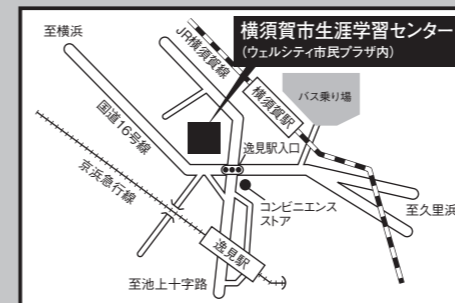 横須賀市生涯学習センター
(ウェルシティ市民プラザ内)
至横浜
JR横須賀線
横須賀駅
バス乗り場
国道16号線
逸見駅入口
京浜急行線
コンビニエンス
ストア
至久里浜
逸見駅
至池上十字路